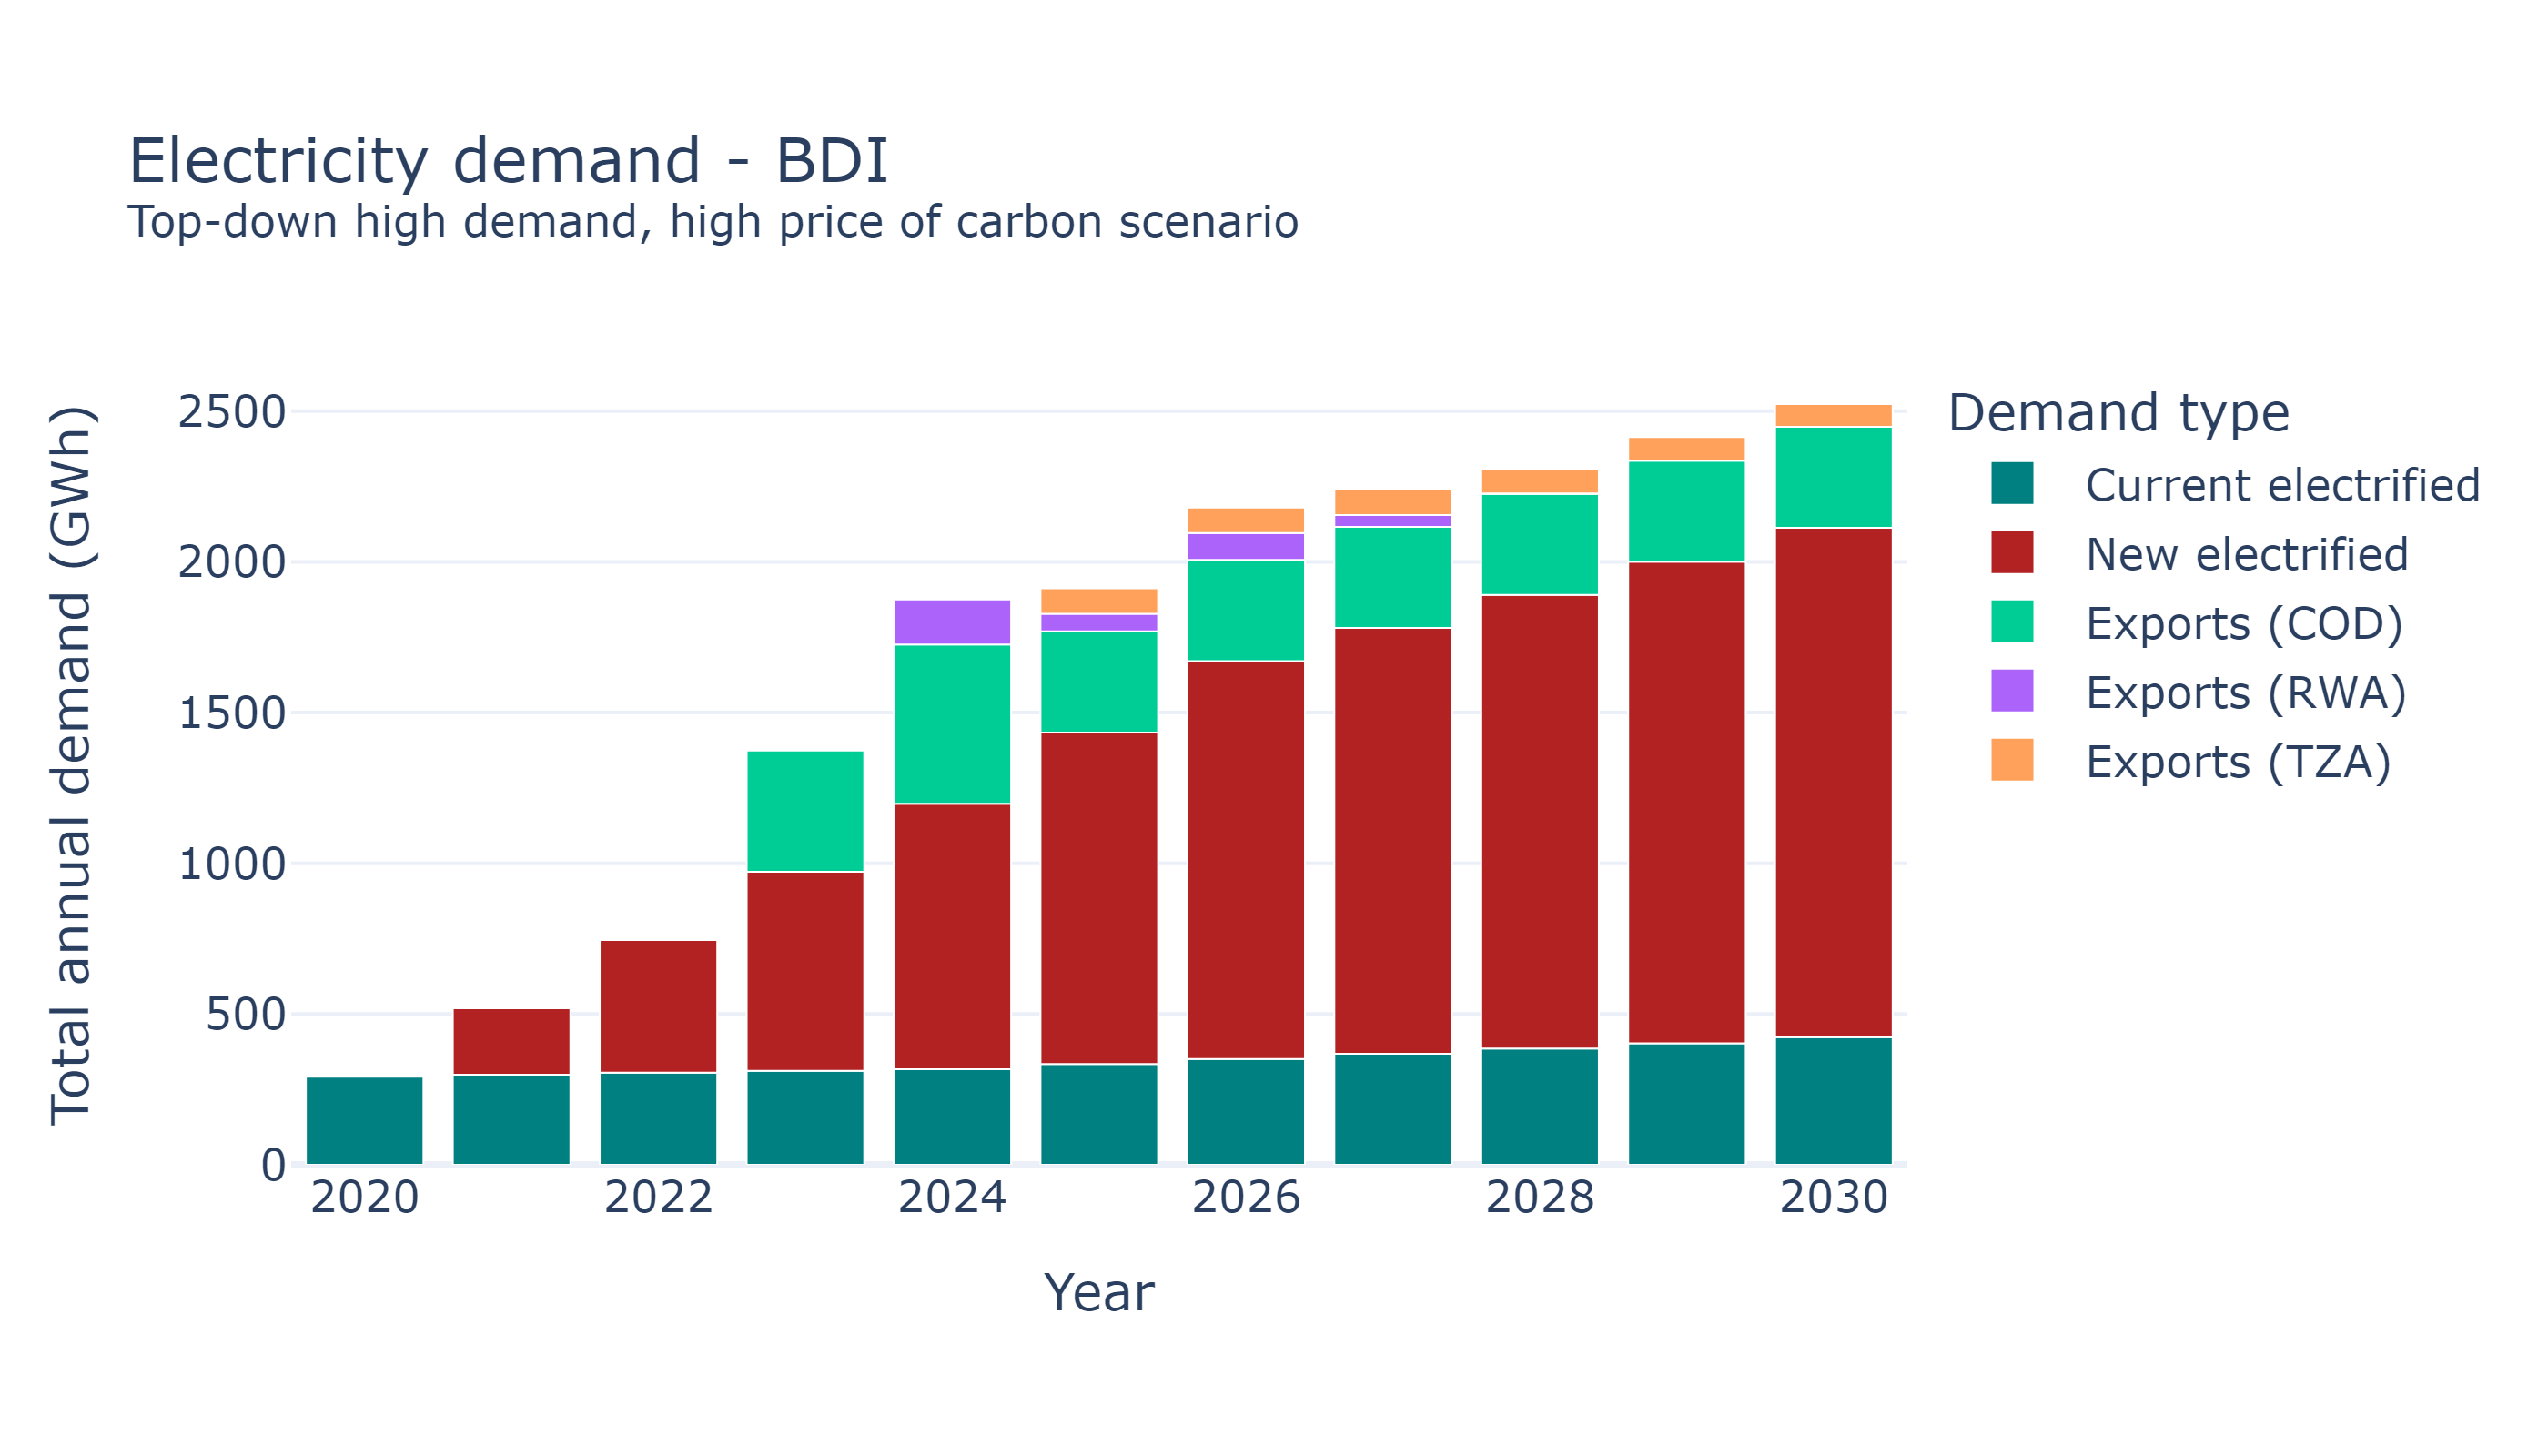 Electricity demand - BDI
Top-down high demand, high price of carbon scenario
Total annual demand (GWh)
2500
2000
1500
1000
500
0
2020
2022
2024
2026
2028
2030
Year
Demand type
Current electrified
New electrified
Exports (COD)
Exports (RWA)
Exports (TZA)